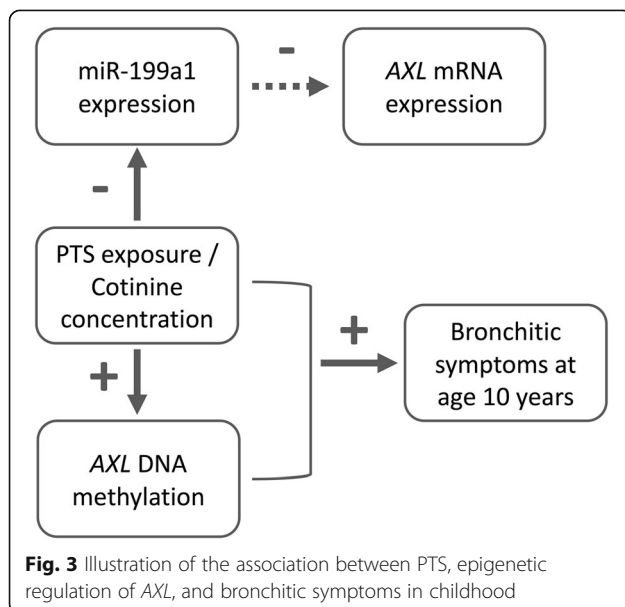 miR-199a1
expression
-
AXL mRNA
expression
-
PTS exposure /
Cotinine
concentration
+
+
Bronchitic
symptoms at
age 10 years
AXL DNA
methylation
Fig. 3 Illustration of the association between PTS, epigenetic
regulation of AXL, and bronchitic symptoms in childhood